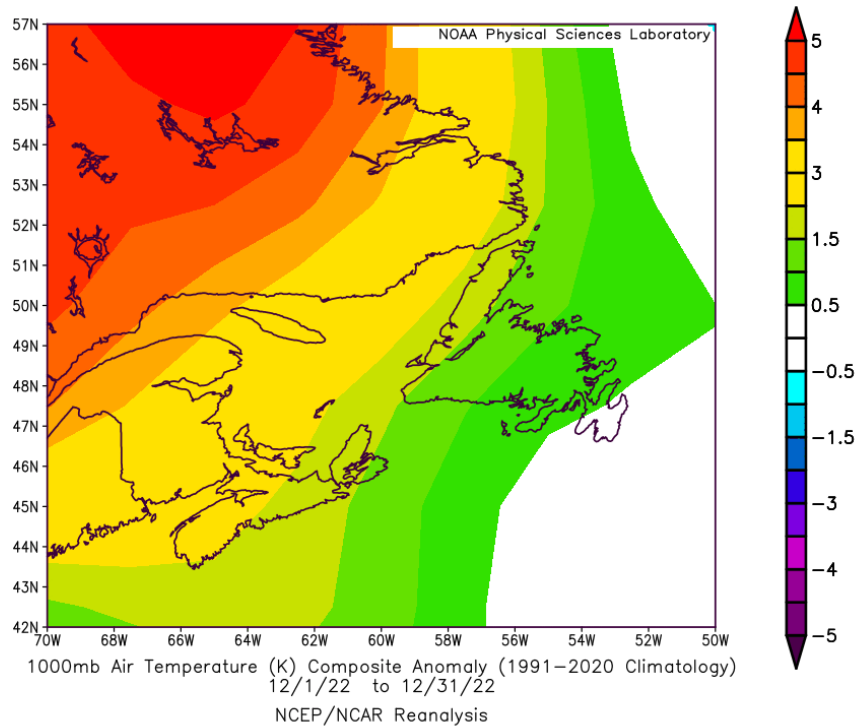 NOAA Physical Sciences Laboratory
57N
56N
55N
54N
53N
52N
51N
50N
49N
48N
47N
46N
45N
44N
43N
42N
70W 68W 66W 64W 62W 60W 58W 56W 54W 52W 50W
5
4
3
1.5
0.5
−0.5
−1.5
−3
−4
−5
1000mb Air Temperature (K) Composite Anomaly (1991−2020 Climatology)
12/1/22 to 12/31/22
NCEP/NCAR Reanalysis